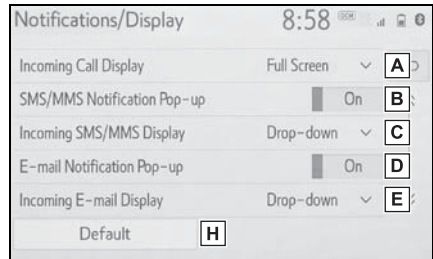 Notifications/Display 8:58 DCM
Incoming Call Display Full Screen A
SMS/MMS Notification Pop-up On B
Incoming SMS/MMS Display Drop-down C
E-mail Notification Pop-up On D
Incoming E-mail Display Drop-down E
Default H